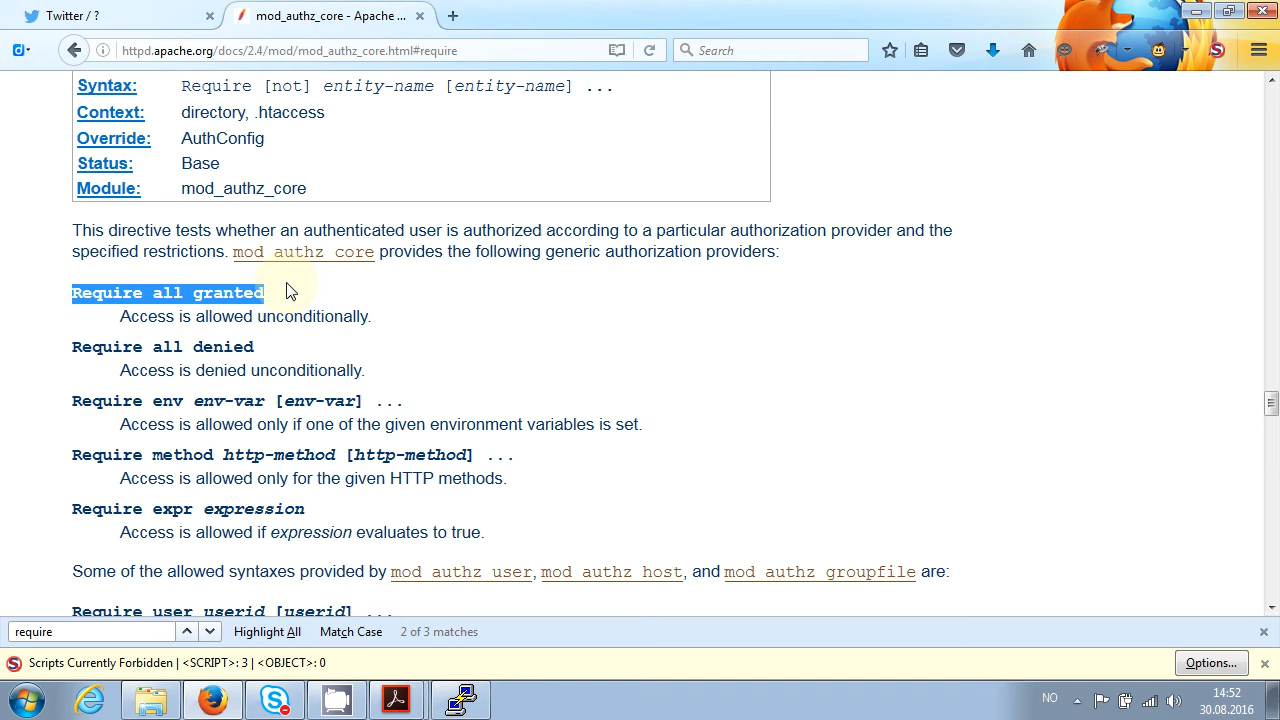 Twitter / ?
mod_authz_core - Apache ...
httpd.apache.org/docs/2.4/mod/mod_authz_core.html#require
Search
Syntax: Require [not] entity-name [entity-name] ...
Context: directory, .htaccess
Override: AuthConfig
Status: Base
Module: mod_authz_core
This directive tests whether an authenticated user is authorized according to a particular authorization provider and the
specified restrictions. mod_authz_core provides the following generic authorization providers:
Require all granted
Access is allowed unconditionally.
Require all denied
Access is denied unconditionally.
Require env env-var [env-var] ...
Access is allowed only if one of the given environment variables is set.
Require method http-method [http-method] ...
Access is allowed only for the given HTTP methods.
Require expr expression
Access is allowed if expression evaluates to true.
Some of the allowed syntaxes provided by mod_authz_user, mod_authz_host, and mod_authz_groupfile are:
Require user userid [userid] ...
require
Highlight All
Match Case
2 of 3 matches
Scripts Currently Forbidden | <SCRIPT>: 3 | <OBJECT>: 0
Options...
NO
14:52
30.08.2016